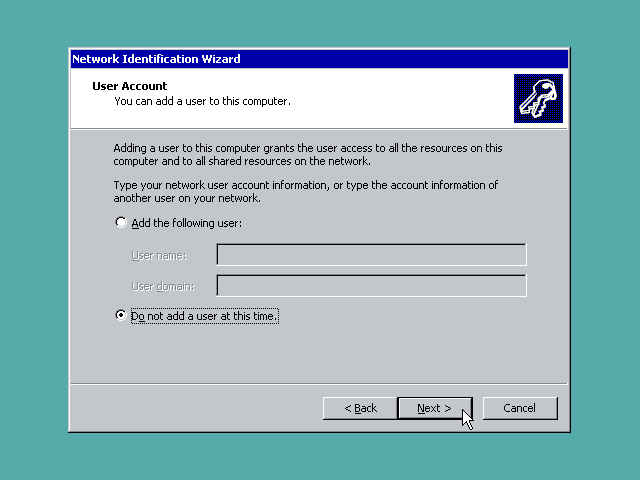 Network Identification Wizard
User Account
You can add a user to this computer.
Adding a user to this computer grants the user access to all the resources on this
computer and to all shared resources on the network.
Type your network user account information, or type the account information of
another user on your network.
Add the following user:
User name:
User domain:
Do not add a user at this time.
< Back
Next >
Cancel